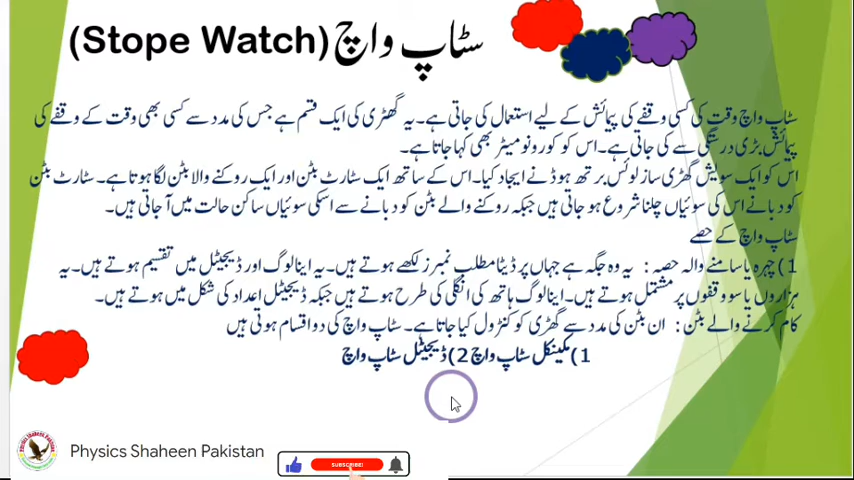 سٹاپ واچ (Stope Watch)
سٹاپ واچ وقت کی کسی وقفے کی پیمائش کے لیے استعمال کی جاتی ہے۔ یہ گھڑی کی ایک قسم ہے جس کی مدد سے کسی بھی وقت کے وقفے کی
پیمائش بڑی درستگی سے کی جاتی ہے۔ اس کو کورونو میٹر بھی کہا جاتا ہے۔
اس کو ایک سویش گھڑی ساز لوئس برتھ ہوڈ نے ایجاد کیا۔ اس کے ساتھ ایک سٹارٹ بٹن اور ایک روکنے والا بٹن لگا ہوتا ہے۔ سٹارٹ بٹن
کو دبانے اس کی سوئیاں چلنا شروع ہو جاتی ہیں جبکہ روکنے والے بٹن کو دبانے سے اسکی سوئیاں ساکن حالت میں آ جاتی ہیں۔
سٹاپ واچ کے حصے
1) چہرہ یا سامنے والہ حصہ : یہ وہ جگہ ہے جہاں پر ڈیٹا مطلب نمبرز لکھے ہوتے ہیں۔ یہ اینالوگ اور ڈیجیٹل میں تقسیم ہوتے ہیں۔ یہ
ہزاروں یا سو وقفوں پر مشتمل ہوتے ہیں۔ اینالوگ ہاتھ کی انگلی کی طرح ہوتے ہیں جبکہ ڈیجیٹل اعداد کی شکل میں ہوتے ہیں۔
کام کرنے والے بٹن : ان بٹن کی مدد سے گھڑی کو کنٹرول کیا جاتا ہے۔ سٹاپ واچ کی دو اقسام ہوتی ہیں
1) مکینکل سٹاپ واچ 2) ڈیجیٹل سٹاپ واچ
Physics Shaheen Pakistan
SUBSCRIBE!